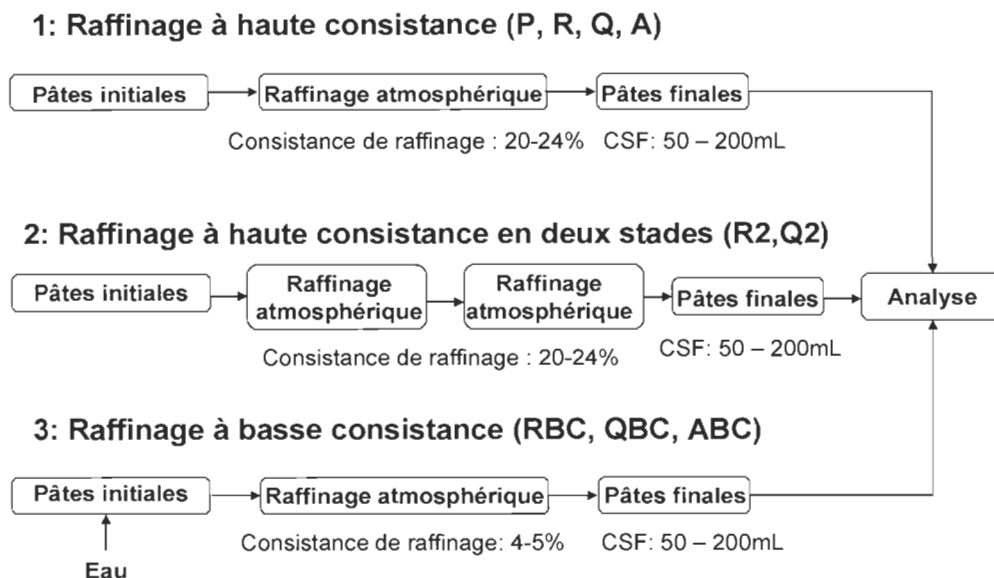 1: Raffinage à haute consistance (P, R, Q, A)
Pâtes initiales
Raffinage atmosphérique
Pâtes finales
Consistance de raffinage : 20-24%
CSF: 50 – 200mL
2: Raffinage à haute consistance en deux stades (R2,Q2)
Pâtes initiales
Raffinage
atmosphérique
Raffinage
atmosphérique
Pâtes finales
Analyse
Consistance de raffinage : 20-24%
CSF: 50 – 200mL
3: Raffinage à basse consistance (RBC, QBC, ABC)
Pâtes initiales
Raffinage atmosphérique
Pâtes finales
Consistance de raffinage: 4-5%
CSF: 50 – 200mL
Eau